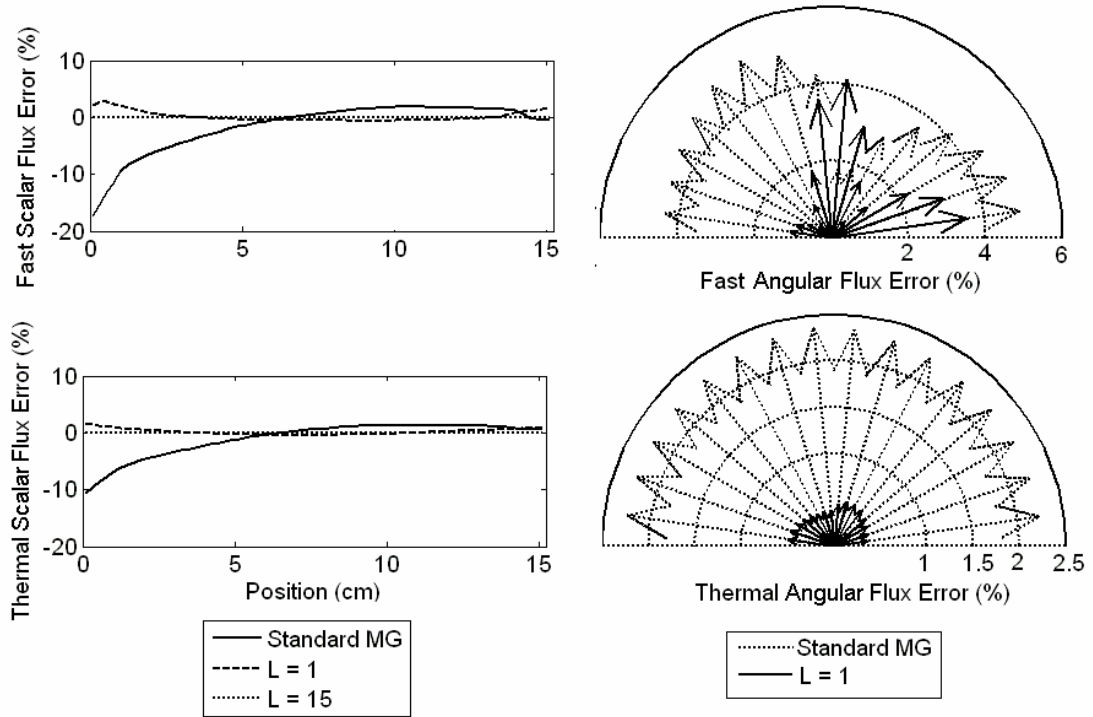 Fast Scalar Flux Error (%)
10
0
-10
-20
0
5
10
15
2
4
6
Fast Angular Flux Error (%)
Thermal Scalar Flux Error (%)
10
0
-10
-20
0
5
10
15
Position (cm)
1
1.5
2
2.5
Thermal Angular Flux Error (%)
Standard MG
L = 1
L = 15
Standard MG
L = 1